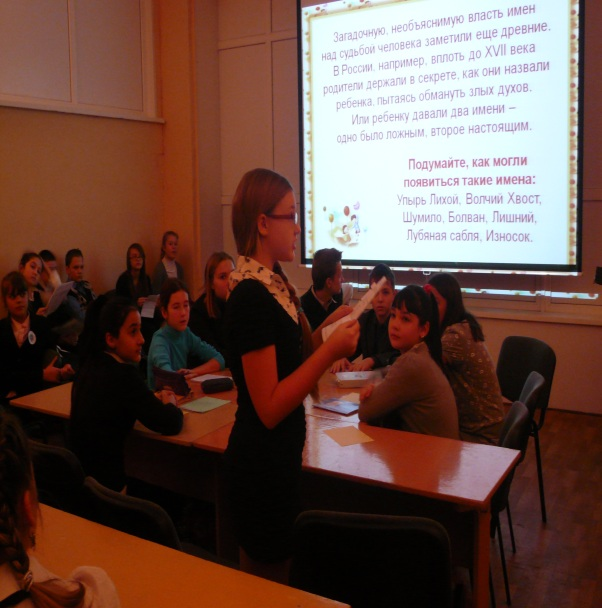 Загадочную, необъяснимую власть имен
над судьбой человека заметили еще древние.
В России, например, вплоть до XVII века
родители держали в секрете, как они назвали
ребенка, пытаясь обмануть злых духов.
Или ребенку давали два имени –
одно было ложным, второе настоящим.
Подумайте, как могли
появиться такие имена:
Упырь Лихой, Волчий Хвост,
Шумило, Болван, Лишний,
Лубяная сабля, Износок.